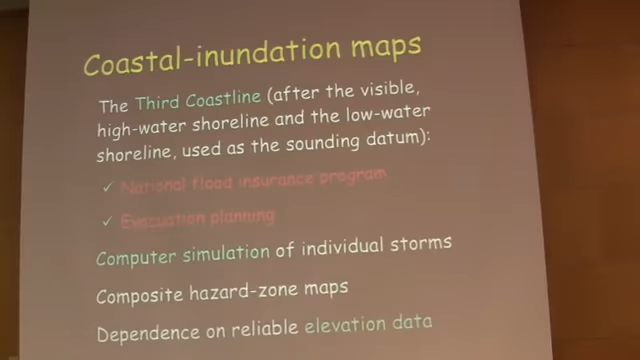 Coastal-inundation maps
The Third Coastline (after the visible,
high-water shoreline and the low-water
shoreline, used as the sounding datum):
✓ National flood insurance program
✓ Evacuation planning
Computer simulation of individual storms
Composite hazard-zone maps
Dependence on reliable elevation data